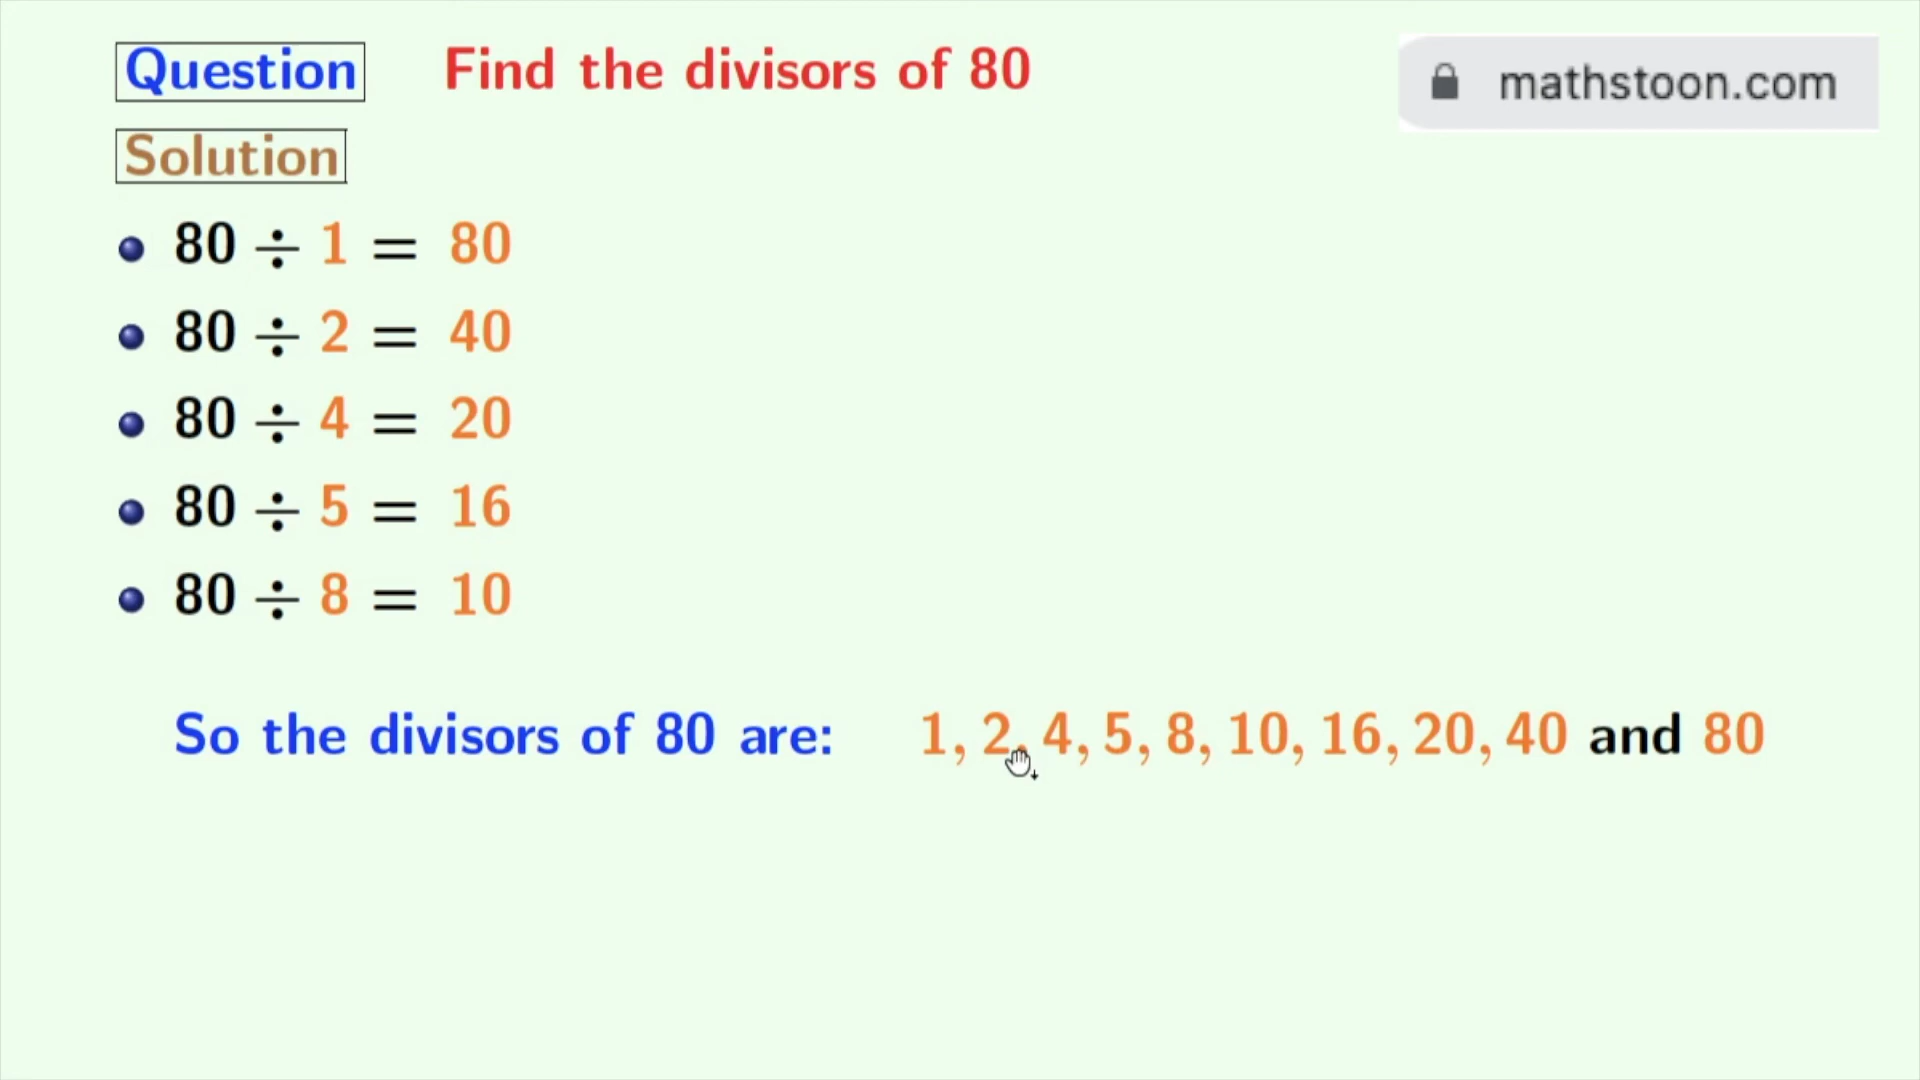 Question Find the divisors of 80
mathstoon.com
Solution
80 ÷ 1 = 80
80 ÷ 2 = 40
80 ÷ 4 = 20
80 ÷ 5 = 16
80 ÷ 8 = 10
So the divisors of 80 are: 1, 2, 4, 5, 8, 10, 16, 20, 40 and 80